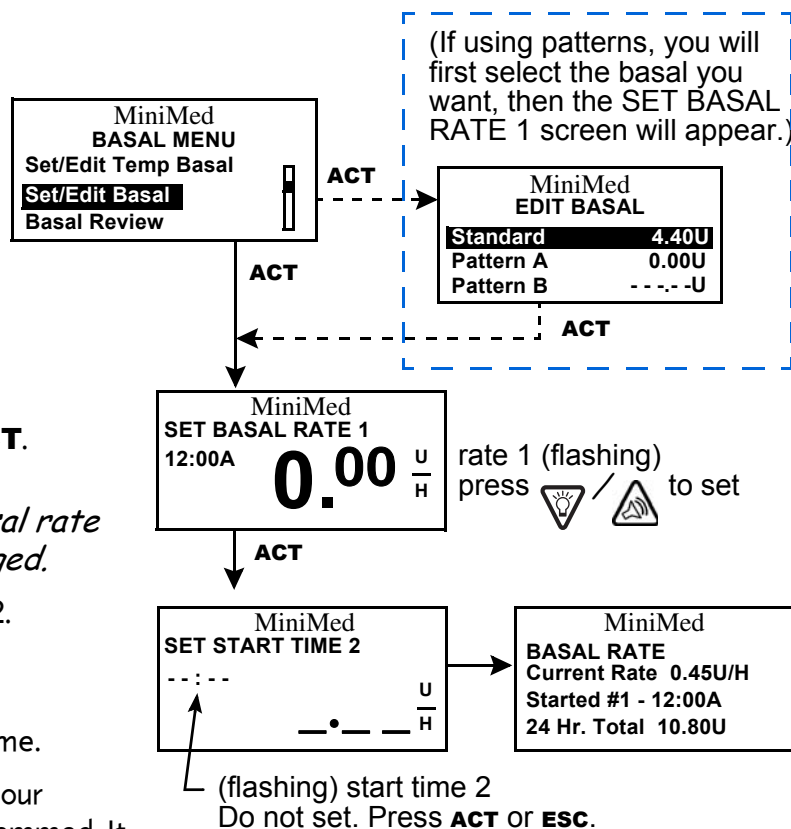 (If using patterns, you will
first select the basal you
want, then the SET BASAL
RATE 1 screen will appear.)
MiniMed
BASAL MENU
Set/Edit Temp Basal
Set/Edit Basal
Basal Review
ACT
MiniMed
EDIT BASAL
Standard 4.40U
Pattern A 0.00U
Pattern B - - -.- -U
ACT
ACT
MiniMed
SET BASAL RATE 1
12:00A 0.00 U/H
rate 1 (flashing)
press / to set
T.
rate
2.
ACT
MiniMed
SET START TIME 2
- - : - -
_._ _ U/H
MiniMed
BASAL RATE
Current Rate 0.45U/H
Started #1 - 12:00A
24 Hr. Total 10.80U
(flashing) start time 2
Do not set. Press ACT or ESC.